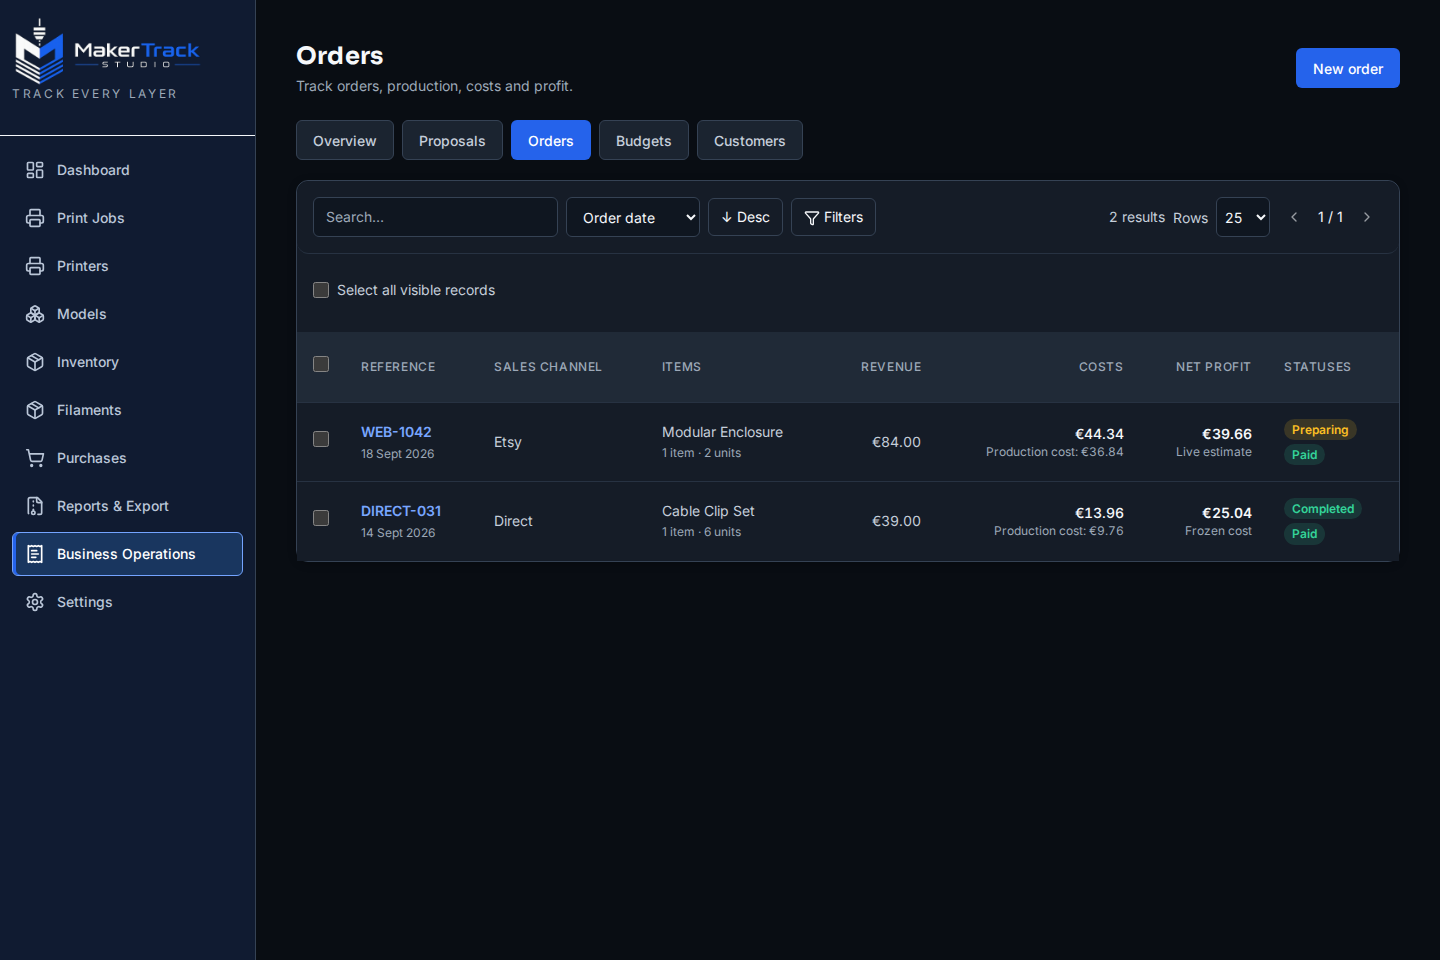 MakerTrack
STUDIO
TRACK EVERY LAYER
Dashboard
Print Jobs
Printers
Models
Inventory
Filaments
Purchases
Reports & Export
Business Operations
Settings
Orders
Track orders, production, costs and profit.
New order
Overview
Proposals
Orders
Budgets
Customers
Search...
Order date
↓ Desc
Filters
2 results
Rows
25
1 / 1
Select all visible records
REFERENCE
SALES CHANNEL
ITEMS
REVENUE
COSTS
NET PROFIT
STATUSES
WEB-1042
18 Sept 2026
Etsy
Modular Enclosure
1 item · 2 units
€84.00
€44.34
Production cost: €36.84
€39.66
Live estimate
Preparing
Paid
DIRECT-031
14 Sept 2026
Direct
Cable Clip Set
1 item · 6 units
€39.00
€13.96
Production cost: €9.76
€25.04
Frozen cost
Completed
Paid